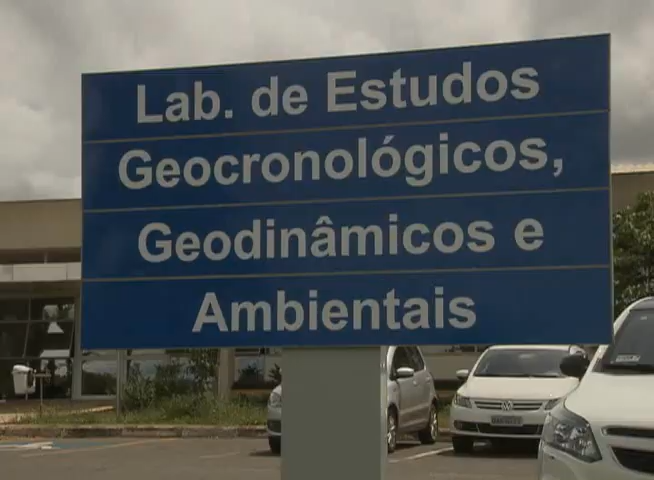 Lab. de Estudos
Geocronológicos,
Geodinâmicos e
Ambientais